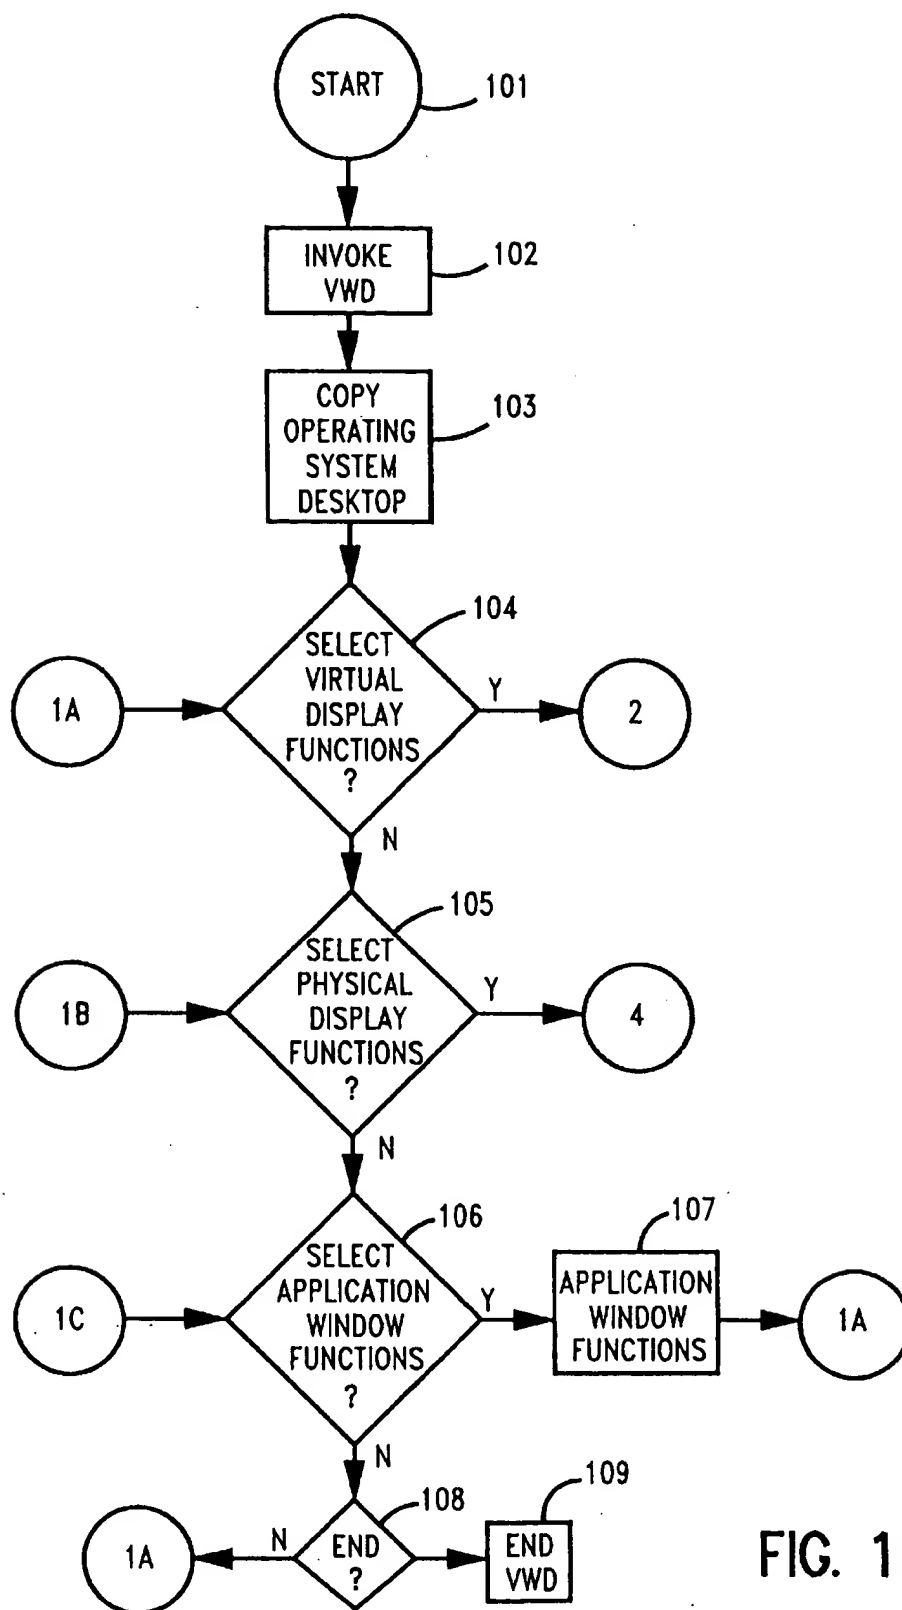 START
101
INVOKE
VWD
102
COPY
OPERATING
SYSTEM
DESKTOP
103
104
SELECT
VIRTUAL
DISPLAY
FUNCTIONS
?
1A
Y
2
N
105
SELECT
PHYSICAL
DISPLAY
FUNCTIONS
?
1B
Y
4
N
106
SELECT
APPLICATION
WINDOW
FUNCTIONS
?
1C
Y
107
APPLICATION
WINDOW
FUNCTIONS
1A
N
108
END
?
N
1A
109
END
VWD
FIG. 1